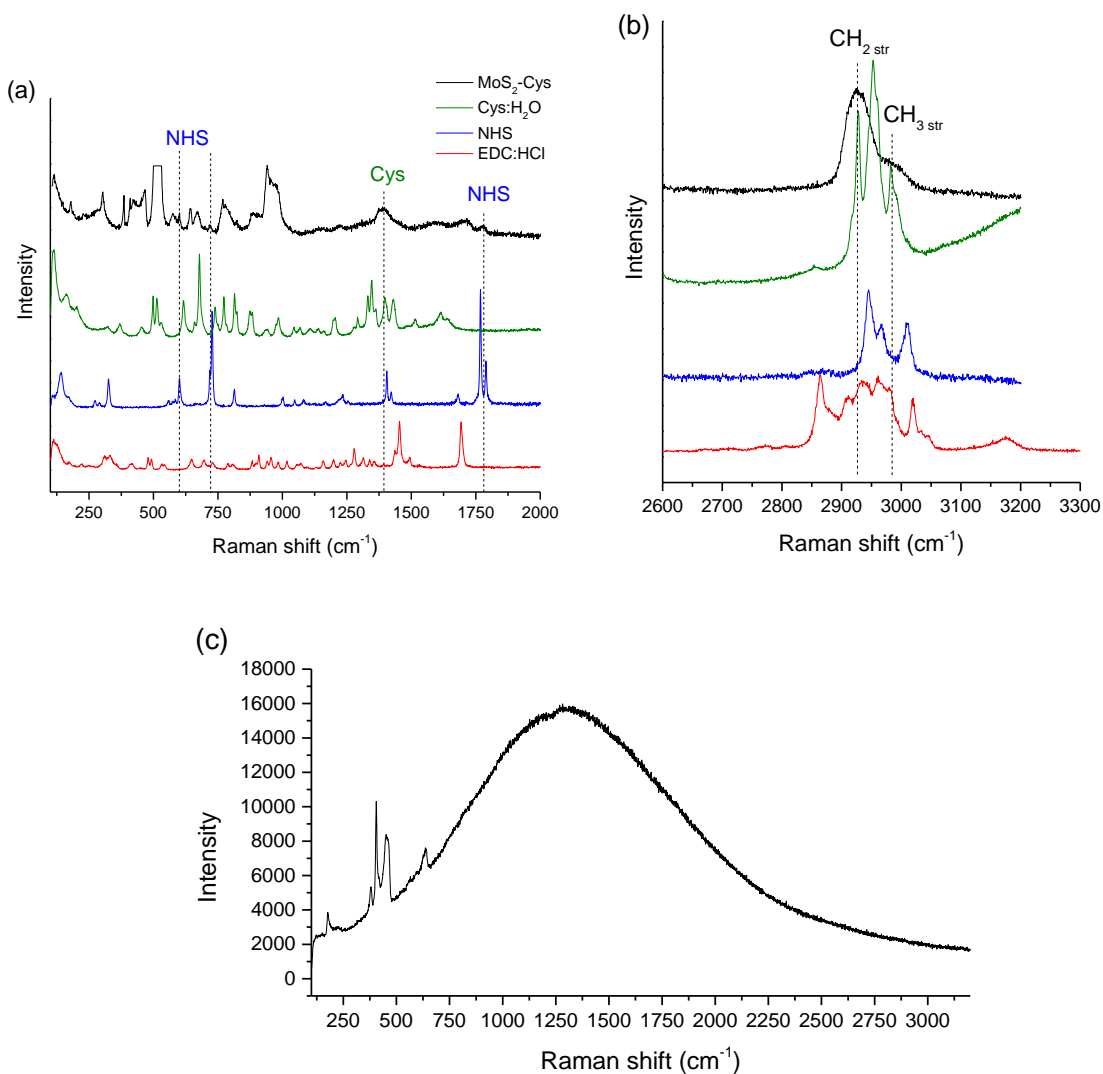 (a)
MoS₂-Cys
Cys:H₂O
NHS
EDC:HCl
NHS
Cys
NHS
Intensity
250 500 750 1000 1250 1500 1750 2000
Raman shift (cm⁻¹)
(b)
CH₂ str
CH₃ str
Intensity
2600 2700 2800 2900 3000 3100 3200 3300
Raman shift (cm⁻¹)
(c)
18000
16000
14000
12000
10000
8000
6000
4000
2000
0
Intensity
250 500 750 1000 1250 1500 1750 2000 2250 2500 2750 3000
Raman shift (cm⁻¹)